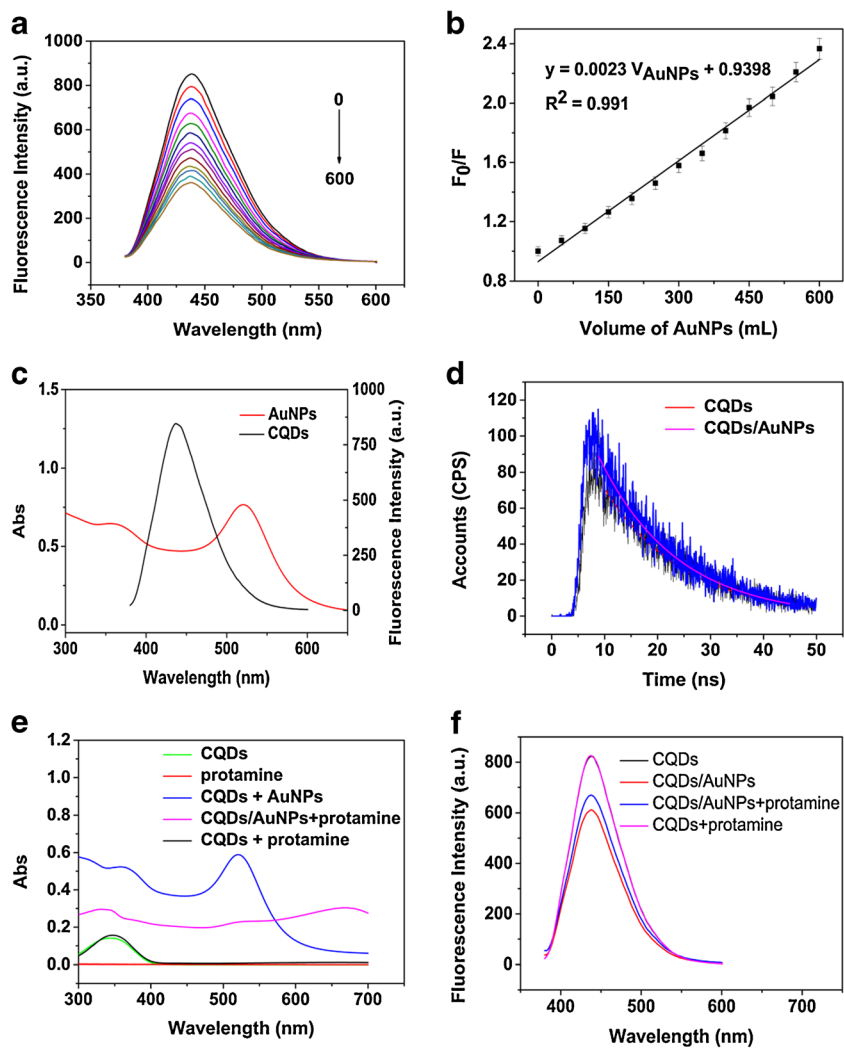 a
1000
800
600
400
200
0
350 400 450 500 550 600
Fluorescence Intensity (a.u.)
Wavelength (nm)
0
600
b
2.4
2.0
1.6
1.2
0.8
0 150 300 450 600
F0/F
Volume of AuNPs (mL)
y = 0.0023 VAuNPs + 0.9398
R2 = 0.991
c
1.5
1.0
0.5
0.0
300 400 500 600
Abs
Wavelength (nm)
1000
750
500
250
0
Fluorescence Intensity (a.u.)
AuNPs
CQDs
d
120
100
80
60
40
20
0
0 10 20 30 40 50
Accounts (CPS)
Time (ns)
CQDs
CQDs/AuNPs
e
1.2
1.0
0.8
0.6
0.4
0.2
0.0
300 400 500 600 700
Abs
Wavelength (nm)
CQDs
protamine
CQDs + AuNPs
CQDs/AuNPs+protamine
CQDs + protamine
f
800
600
400
200
0
400 500 600 700
Fluorescence Intensity (a.u.)
Wavelength (nm)
CQDs
CQDs/AuNPs
CQDs/AuNPs+protamine
CQDs+protamine